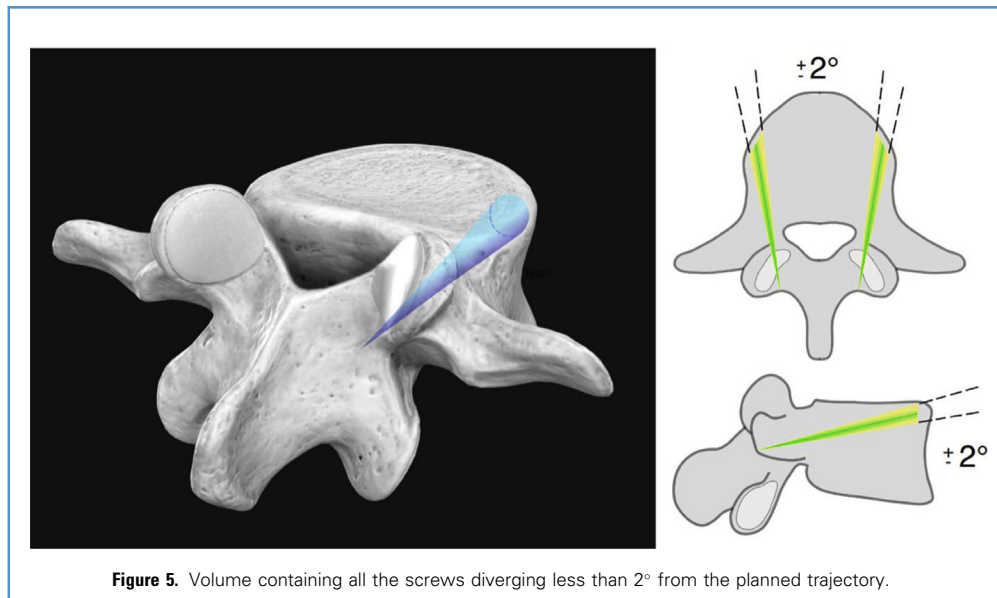 ±2°
±2°
Figure 5. Volume containing all the screws diverging less than 2° from the planned trajectory.